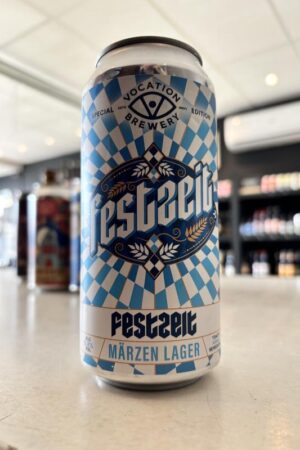 VOCATION
SPECIAL EDITION
BREWERY
festzeit
FESTZEIT
MÄRZEN LAGER